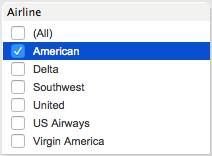 Airline
(All)
American
Delta
Southwest
United
US Airways
Virgin America